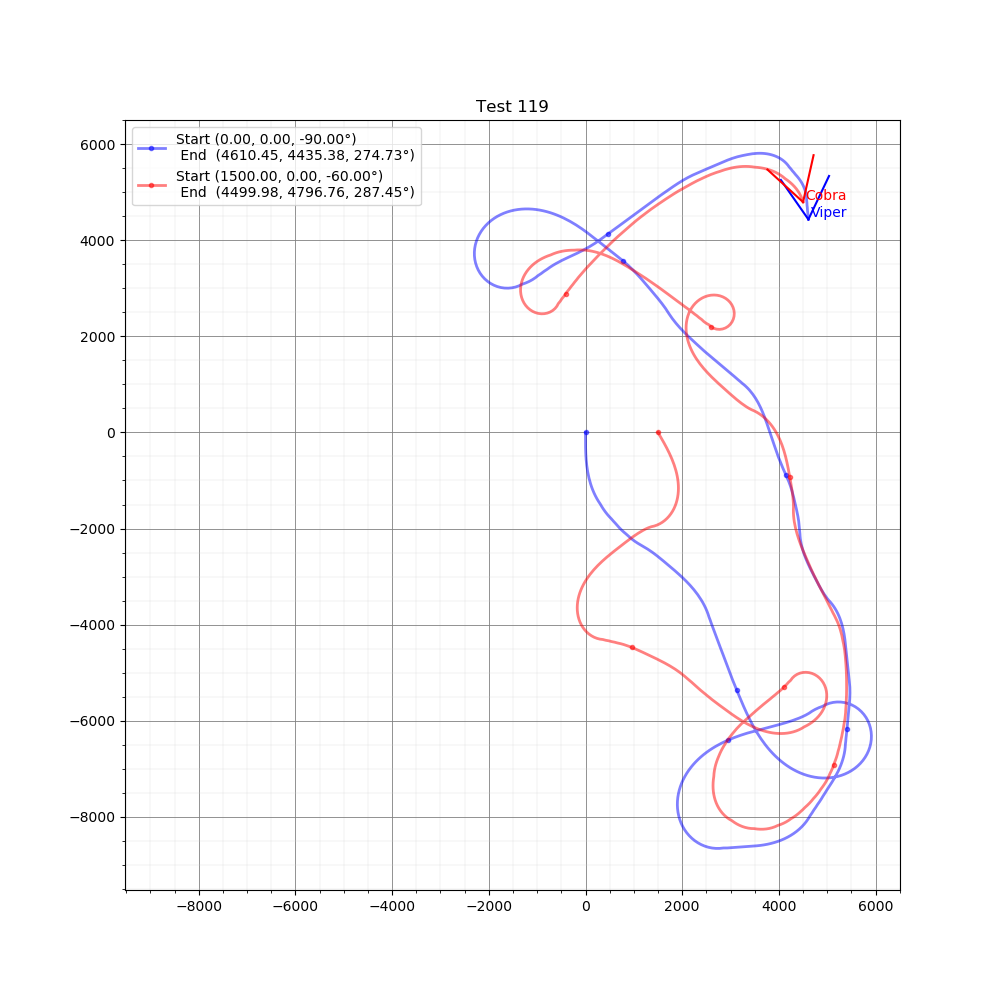 Test 119
Start (0.00, 0.00, -90.00°)
End (4610.45, 4435.38, 274.73°)
Start (1500.00, 0.00, -60.00°)
End (4499.98, 4796.76, 287.45°)
Cobra
Viper
6000
4000
2000
0
−2000
−4000
−6000
−8000
−8000 −6000 −4000 −2000 0 2000 4000 6000